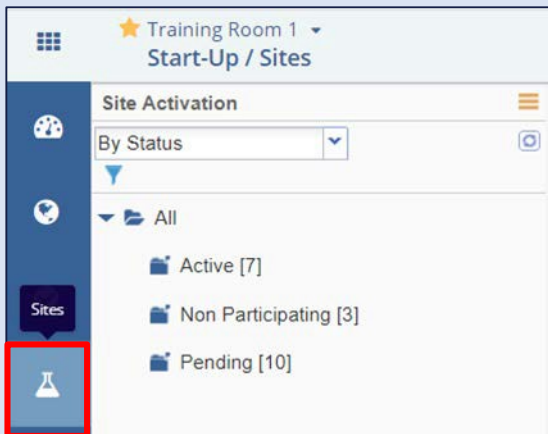 Training Room 1
Start-Up / Sites
Site Activation
By Status
All
Active [7]
Non Participating [3]
Pending [10]
Sites